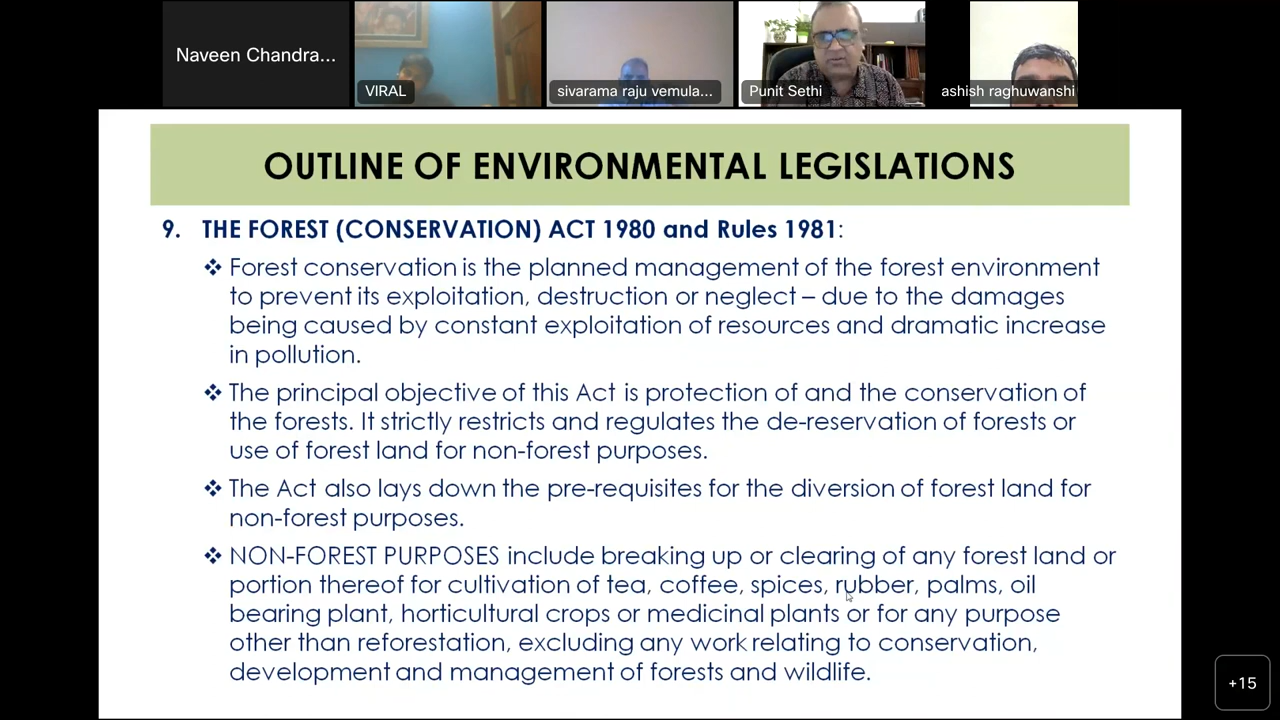 Naveen Chandra...
VIRAL
sivarama raju vemula...
Punit Sethi
ashish raghuwanshi
OUTLINE OF ENVIRONMENTAL LEGISLATIONS
9. THE FOREST (CONSERVATION) ACT 1980 and Rules 1981:
❖ Forest conservation is the planned management of the forest environment
to prevent its exploitation, destruction or neglect – due to the damages
being caused by constant exploitation of resources and dramatic increase
in pollution.
❖ The principal objective of this Act is protection of and the conservation of
the forests. It strictly restricts and regulates the de-reservation of forests or
use of forest land for non-forest purposes.
❖ The Act also lays down the pre-requisites for the diversion of forest land for
non-forest purposes.
❖ NON-FOREST PURPOSES include breaking up or clearing of any forest land or
portion thereof for cultivation of tea, coffee, spices, rubber, palms, oil
bearing plant, horticultural crops or medicinal plants or for any purpose
other than reforestation, excluding any work relating to conservation,
development and management of forests and wildlife.
+15